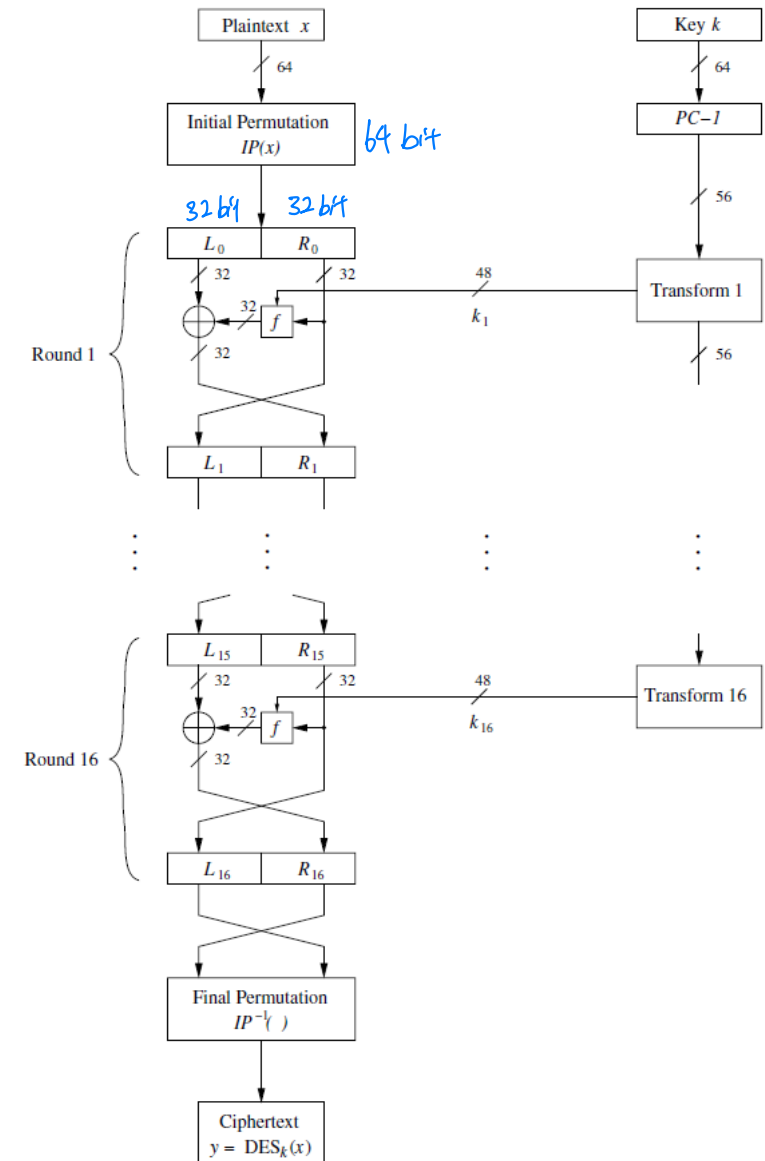 Plaintext x
Key k
64
64
Initial Permutation
IP(x)
64 bit
PC-1
56
32 bit
32 bit
L0
R0
32
32
48
Transform 1
32
f
k1
Round 1
32
56
L1
R1
L15
R15
32
32
48
Transform 16
32
f
k16
Round 16
32
L16
R16
Final Permutation
IP⁻¹( )
Ciphertext
y = DESk(x)